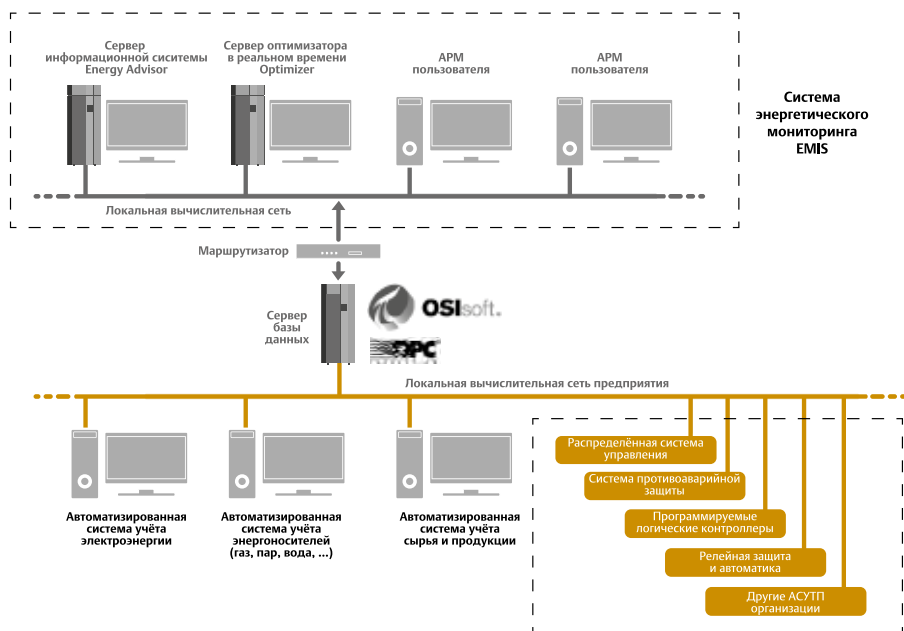 Сервер
информационной сиситемы
Energy Advisor
Сервер оптимизатора
в реальном времени
Optimizer
АРМ
пользователя
АРМ
пользователя
Система
энергетического
мониторинга
EMIS
Локальная вычислительная сеть
Маршрутизатор
Сервер
базы
данных
OSIsoft.
OPC
Локальная вычислительная сеть предприятия
Автоматизированная
система учёта
электроэнергии
Автоматизированная
система учёта
энергоносителей
(газ, пар, вода, ...)
Автоматизированная
система учёта
сырья и продукции
Распределённая система
управления
Система противоаварийной
защиты
Программируемые
логические контроллеры
Релейная защита
и автоматика
Другие АСУТП
организации